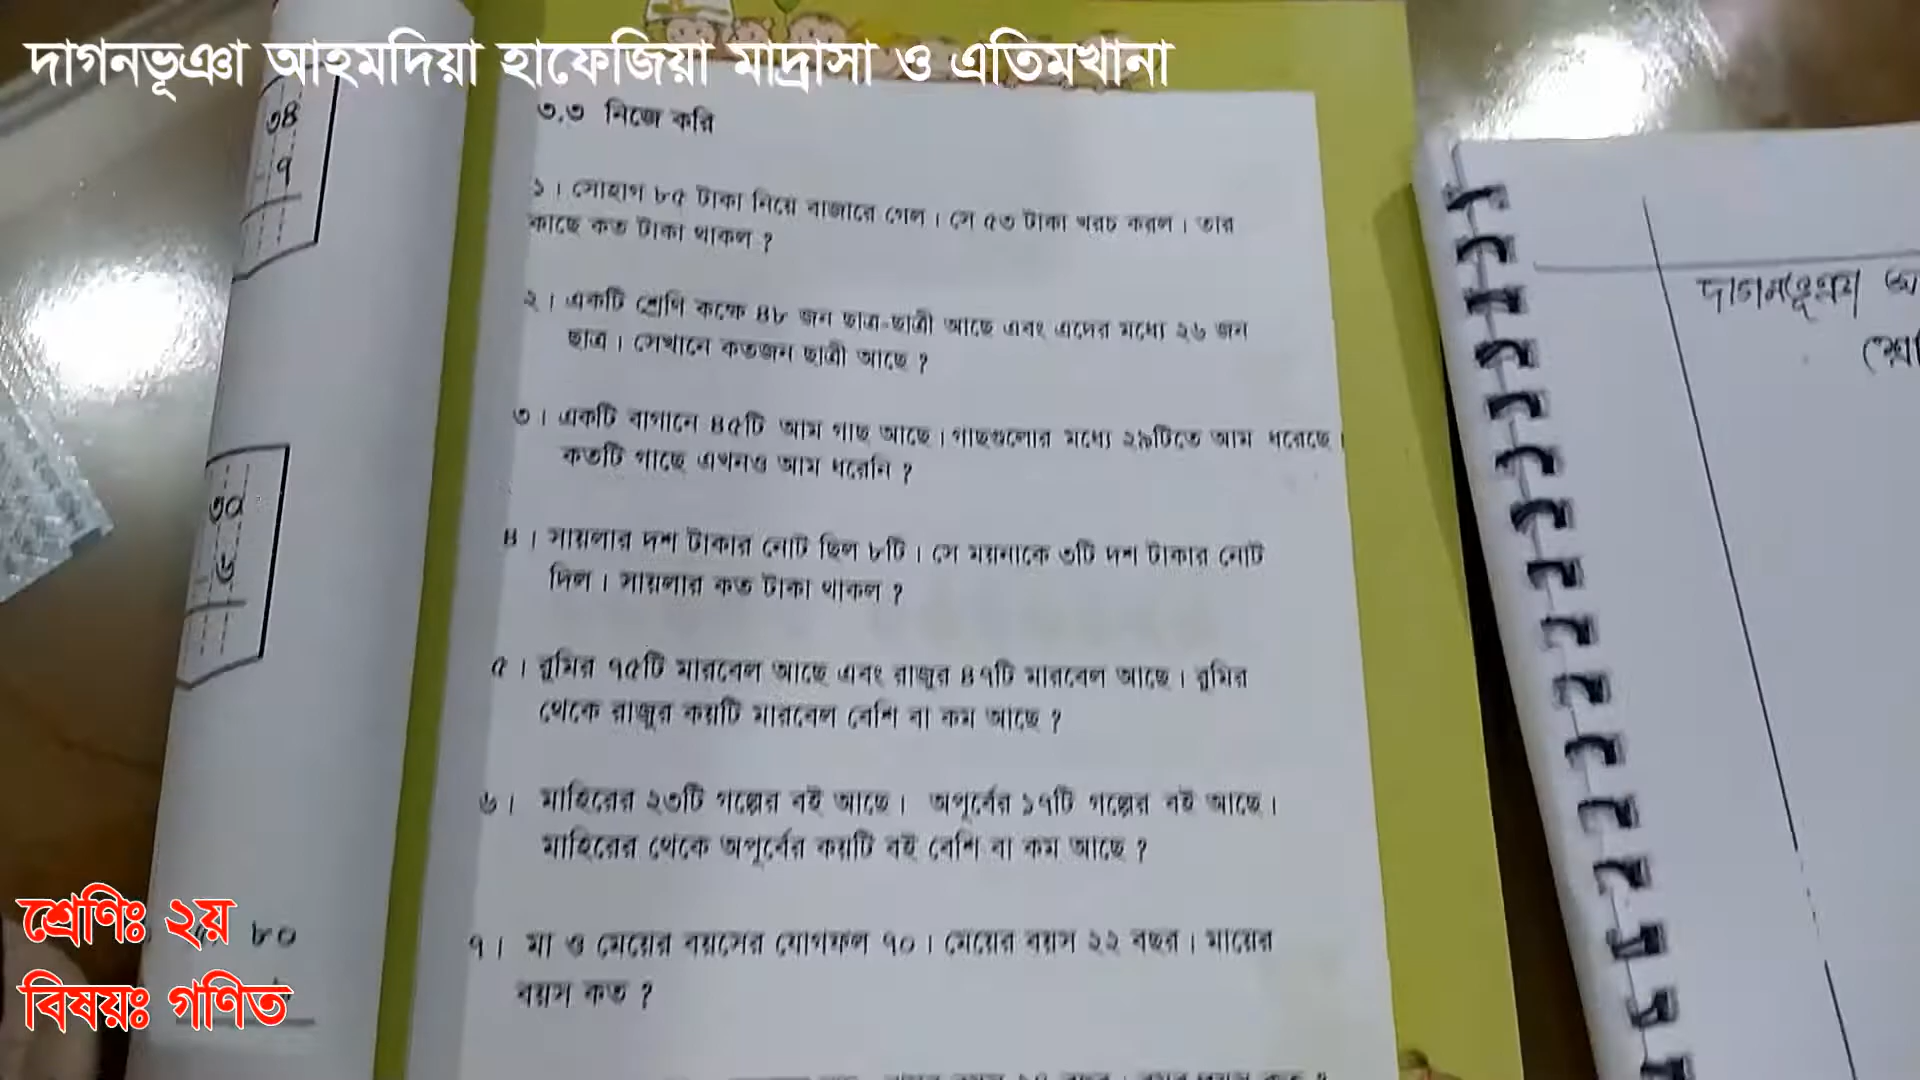 দাগনভূঞা আহমদিয়া হাফেজিয়া মাদ্রাসা ও এতিমখানা
৩৪
- ৭
৩৫
- ৬
৮০
৩.৩ নিজে করি
১। সোহাগ ৮৫ টাকা নিয়ে বাজারে গেল। সে ৫৩ টাকা খরচ করল। তার
কাছে কত টাকা থাকল ?
২। একটি শ্রেণি কক্ষে ৪৮ জন ছাত্র-ছাত্রী আছে এবং এদের মধ্যে ২৬ জন
ছাত্র। সেখানে কতজন ছাত্রী আছে ?
৩। একটি বাগানে ৪৫টি আম গাছ আছে। গাছগুলোর মধ্যে ২৯টিতে আম ধরেছে।
কতটি গাছে এখনও আম ধরেনি ?
৪। সায়লার দশ টাকার নোট ছিল ৮টি। সে ময়নাকে ৩টি দশ টাকার নোট
দিল। সায়লার কত টাকা থাকল ?
৫। রুমির ৭৫টি মারবেল আছে এবং রাজুর ৪৭টি মারবেল আছে। রুমির
থেকে রাজুর কয়টি মারবেল বেশি বা কম আছে ?
৬। মাহিরের ২৩টি গল্পের বই আছে। অপূর্বের ১৭টি গল্পের বই আছে।
মাহিরের থেকে অপূর্বের কয়টি বই বেশি বা কম আছে ?
৭। মা ও মেয়ের বয়সের যোগফল ৭০। মেয়ের বয়স ২২ বছর। মায়ের
বয়স কত ?
দাগনভূঞা আ
শ্রেণিঃ ২য়
বিষয়ঃ গণিত